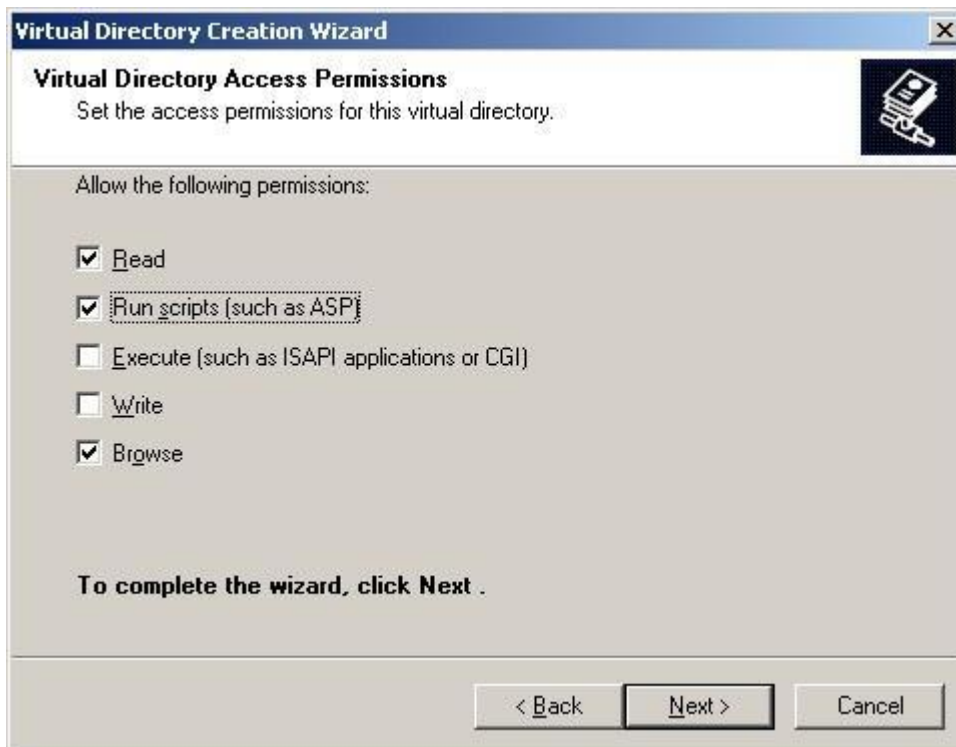 Virtual Directory Creation Wizard
Virtual Directory Access Permissions
Set the access permissions for this virtual directory.
Allow the following permissions:
Read
Run scripts (such as ASP)
Execute (such as ISAPI applications or CGI)
Write
Browse
To complete the wizard, click Next .
< Back Next > Cancel